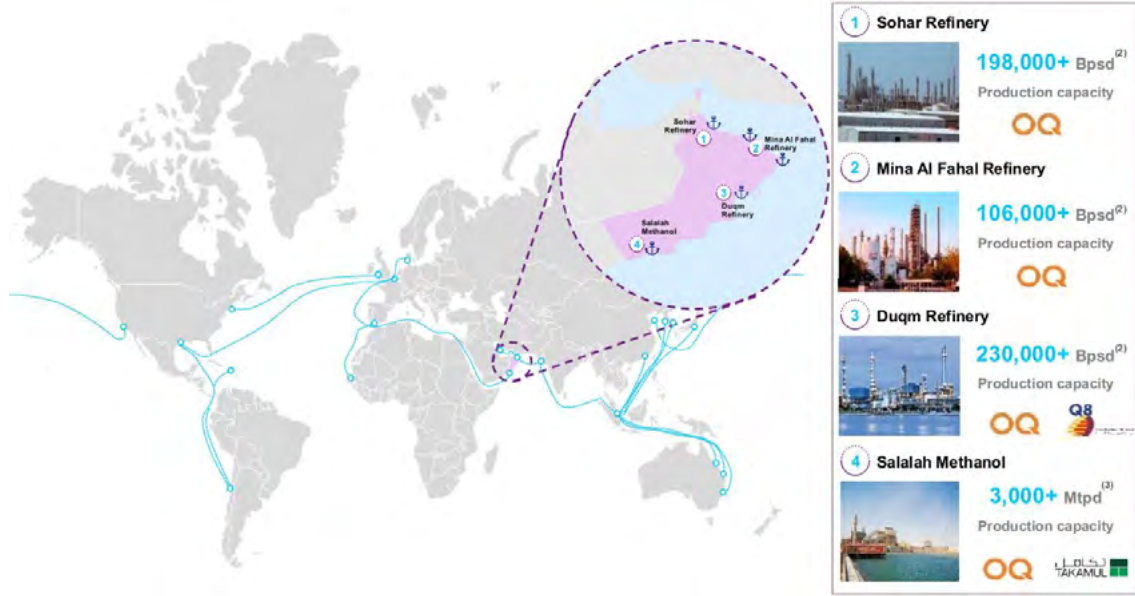 1 Sohar Refinery
198,000+ Bpsd(2)
Production capacity
OQ
2 Mina Al Fahal Refinery
106,000+ Bpsd(2)
Production capacity
OQ
3 Duqm Refinery
230,000+ Bpsd(2)
Production capacity
OQ
Q8
4 Salalah Methanol
3,000+ Mtpd(3)
Production capacity
OQ
تكامل
TAKAMUL
Sohar
Refinery
1
2
Mina Al Fahal
Refinery
3
Duqm
Refinery
Salalah
Methanol
4